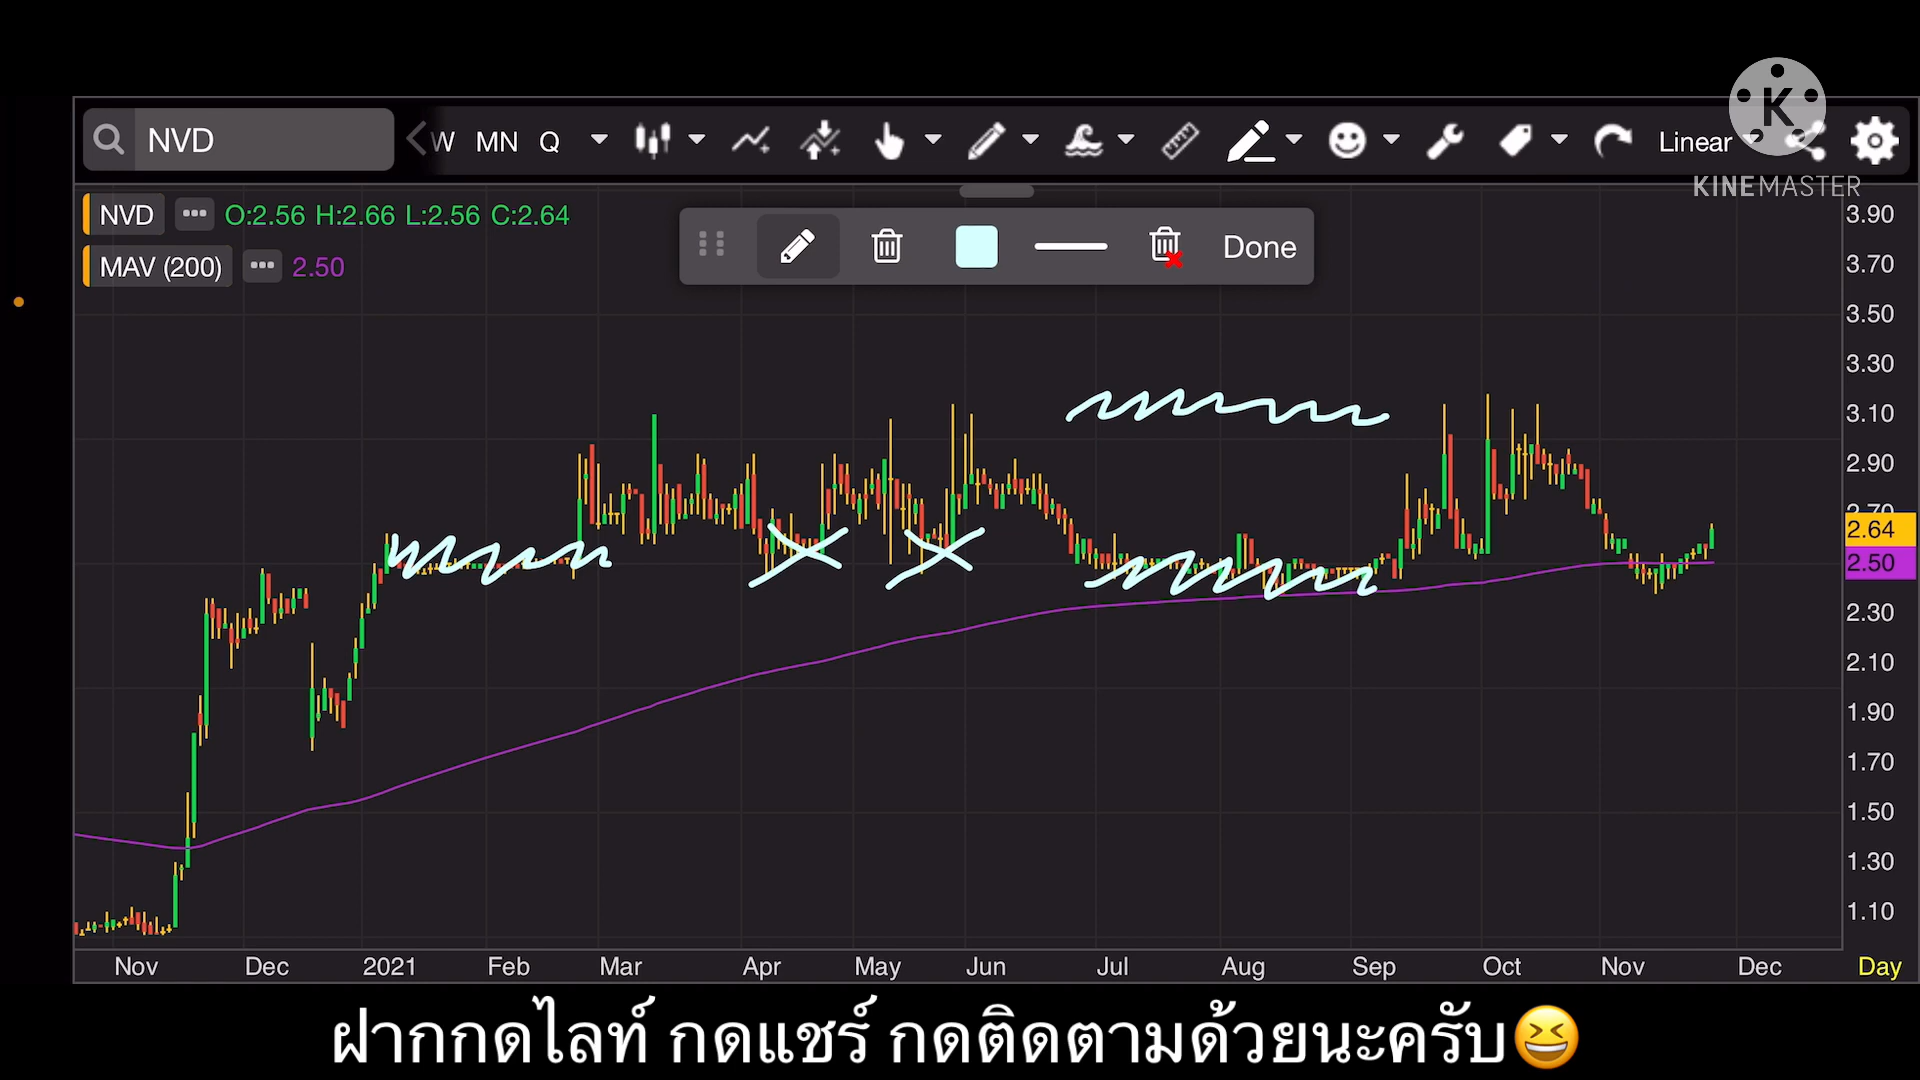 NVD W MN Q Linear
K
KINEMASTER
NVD ••• O:2.56 H:2.66 L:2.56 C:2.64
MAV (200) ••• 2.50
Done
3.90
3.70
3.50
3.30
3.10
2.90
2.70
2.64
2.50
2.30
2.10
1.90
1.70
1.50
1.30
1.10
Nov Dec 2021 Feb Mar Apr May Jun Jul Aug Sep Oct Nov Dec Day
ฝากกดไลท์ กดแชร์ กดติดตามด้วยนะครับ😆